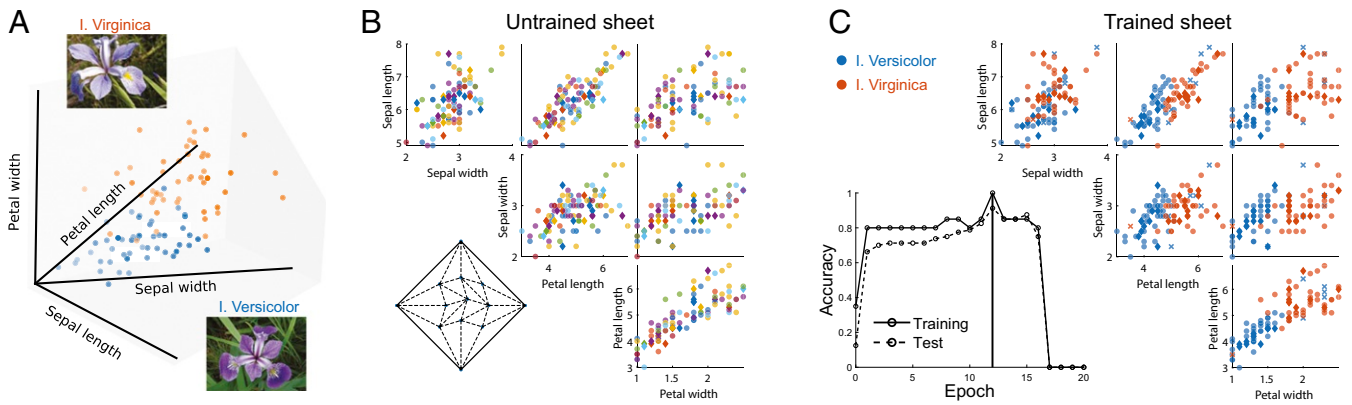 A
I. Virginica
Petal width
Petal length
Sepal width
Sepal length
I. Versicolor
B
Untrained sheet
8
7
6
5
Sepal length
2
3
4
Sepal width
4
3
2
Sepal width
4
6
Petal length
6
5
4
3
Petal length
1
1.5
2
Petal width
C
Trained sheet
I. Versicolor
I. Virginica
8
7
6
5
Sepal length
2
3
4
Sepal width
4
3
2
Sepal width
4
6
Petal length
6
5
4
3
Petal length
1
1.5
2
Petal width
1
0.8
0.6
0.4
0.2
0
Accuracy
Training
Test
0
5
10
15
20
Epoch